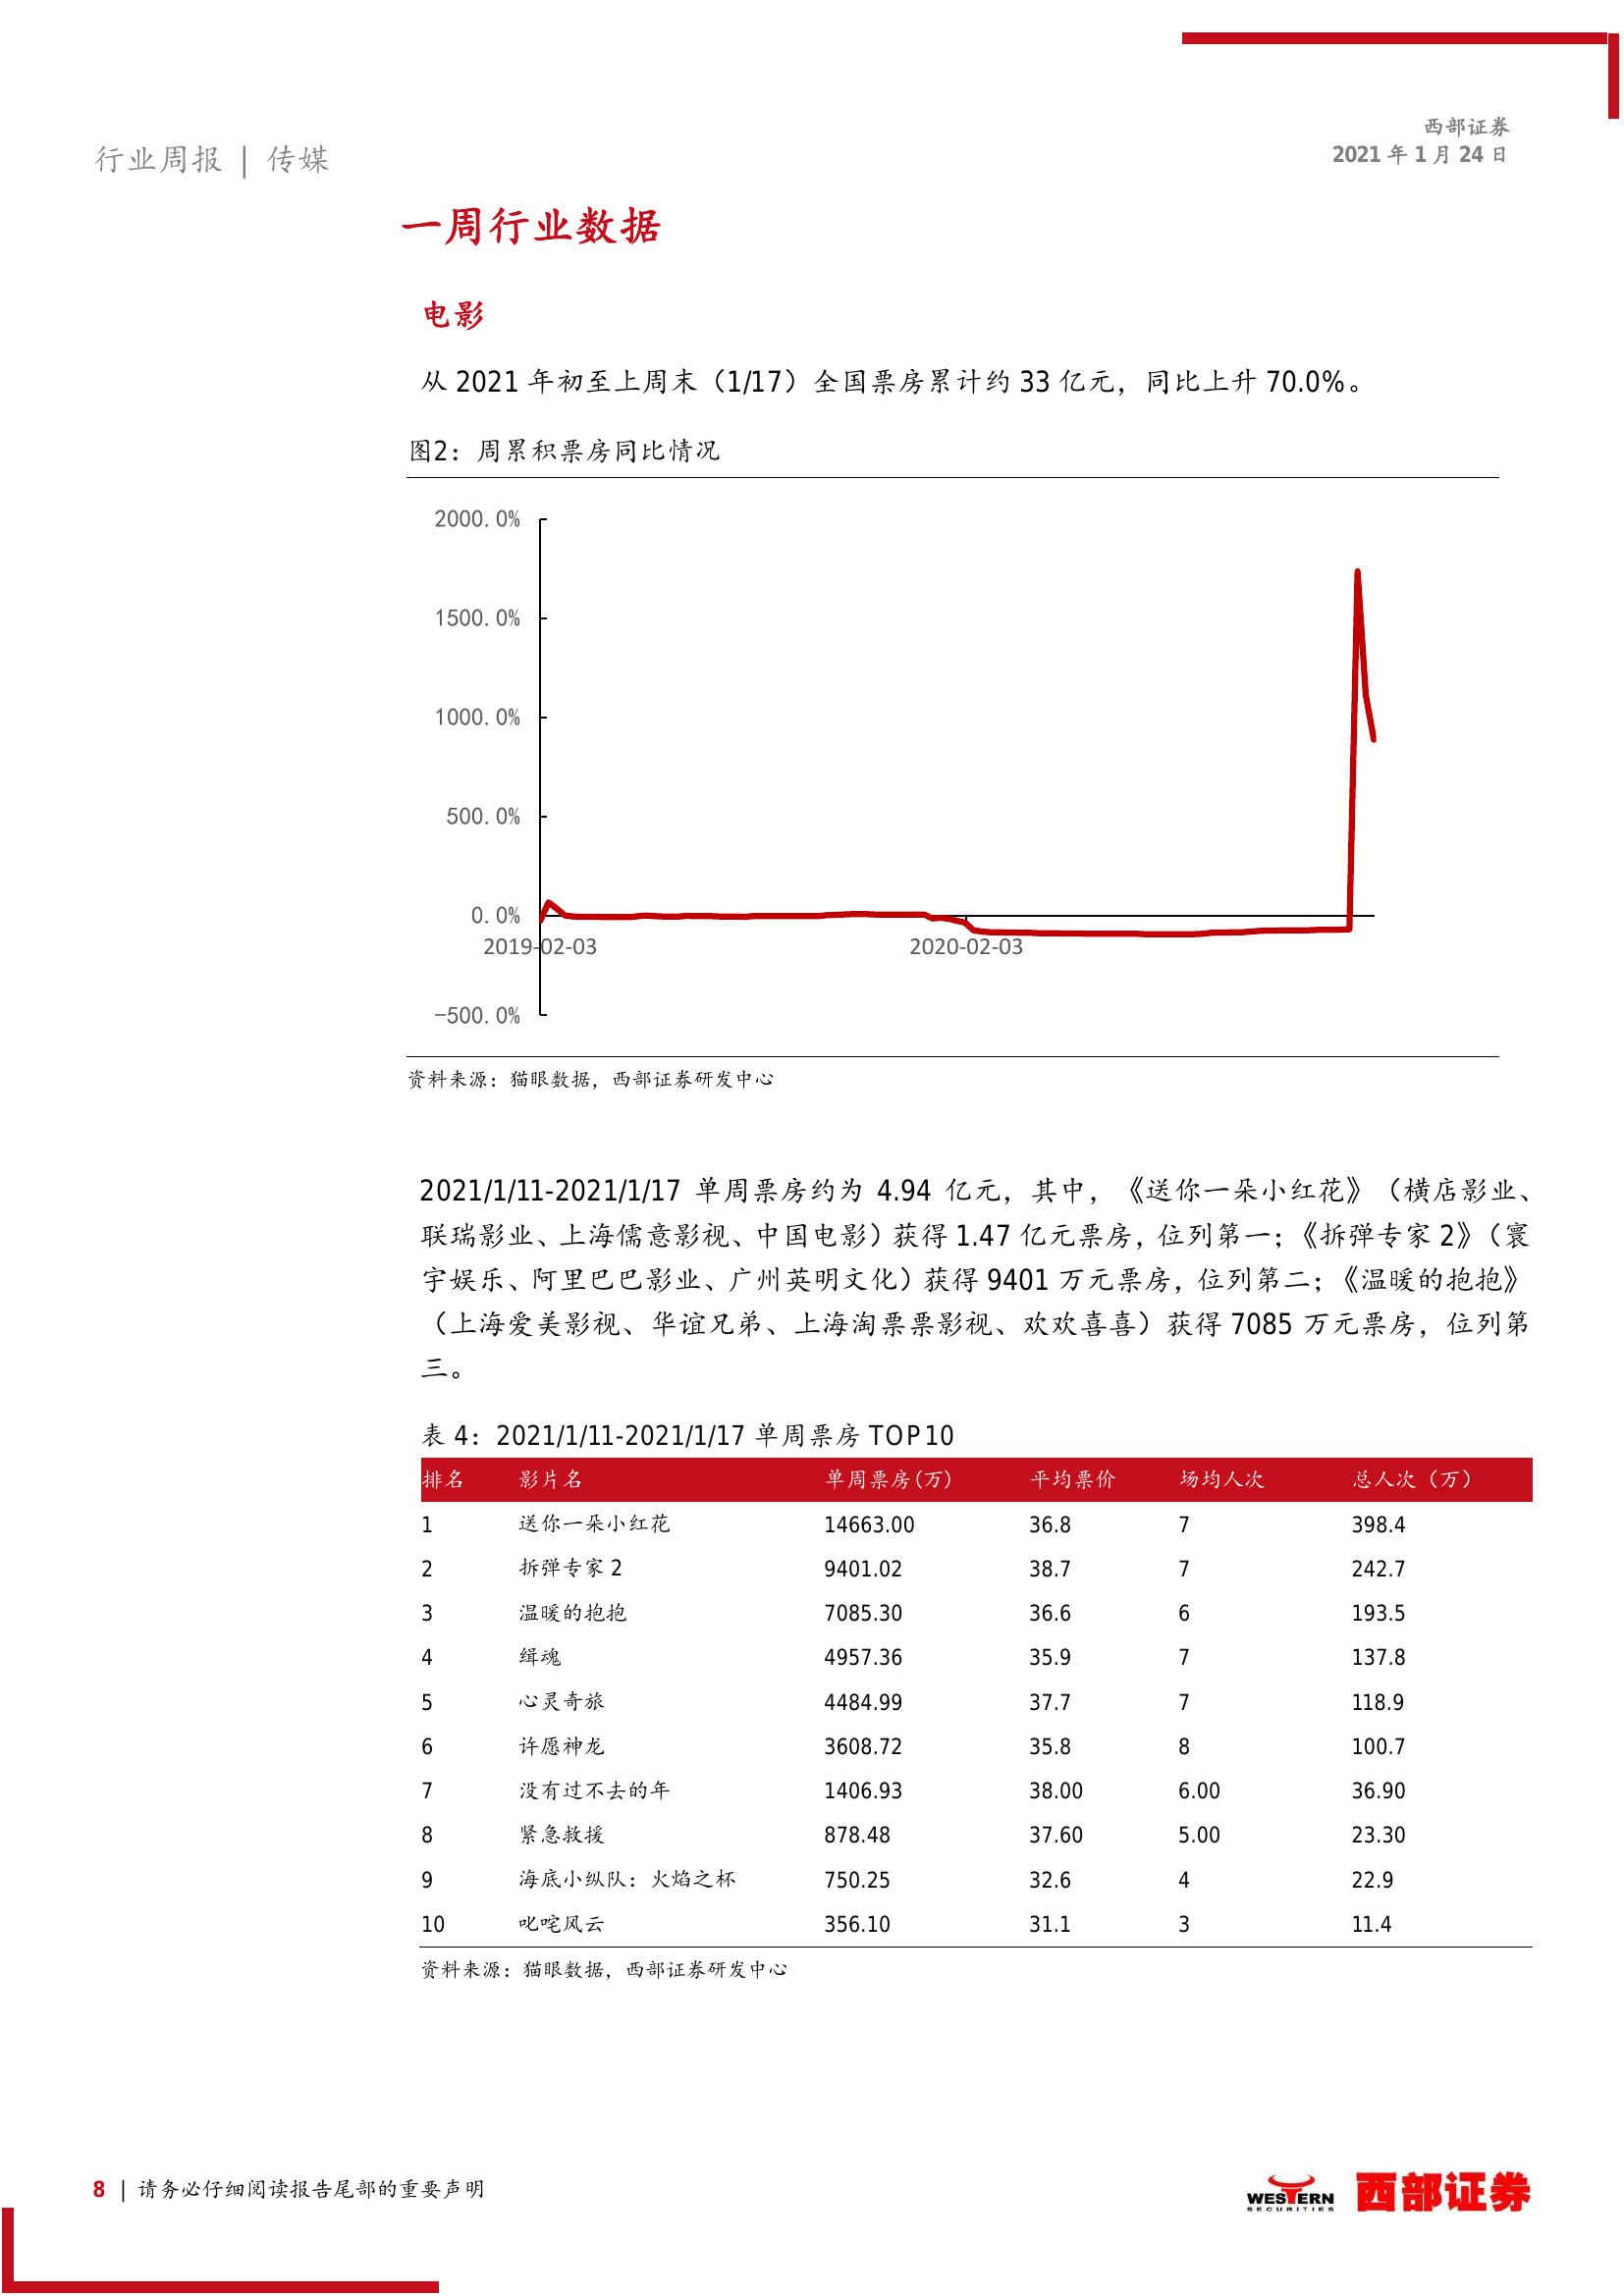 西部证券
2021 年 1 月 24 日
行业周报 | 传媒
一周行业数据
电影
从 2021 年初至上周末（1/17）全国票房累计约 33 亿元，同比上升 70.0%。
图2：周累积票房同比情况
2000.0%
1500.0%
1000.0%
500.0%
0.0%
-500.0%
2019-02-03 2020-02-03
资料来源：猫眼数据，西部证券研发中心
2021/1/11-2021/1/17 单周票房约为 4.94 亿元，其中，《送你一朵小红花》（横店影业、
联瑞影业、上海儒意影视、中国电影）获得 1.47 亿元票房，位列第一；《拆弹专家 2》（寰
宇娱乐、阿里巴巴影业、广州英明文化）获得 9401 万元票房，位列第二；《温暖的抱抱》
（上海爱美影视、华谊兄弟、上海淘票票影视、欢欢喜喜）获得 7085 万元票房，位列第
三。
表 4：2021/1/11-2021/1/17 单周票房 TOP10
排名 影片名 单周票房(万) 平均票价 场均人次 总人次（万）
1 送你一朵小红花 14663.00 36.8 7 398.4
2 拆弹专家 2 9401.02 38.7 7 242.7
3 温暖的抱抱 7085.30 36.6 6 193.5
4 缉魂 4957.36 35.9 7 137.8
5 心灵奇旅 4484.99 37.7 7 118.9
6 许愿神龙 3608.72 35.8 8 100.7
7 没有过不去的年 1406.93 38.00 6.00 36.90
8 紧急救援 878.48 37.60 5.00 23.30
9 海底小纵队：火焰之杯 750.25 32.6 4 22.9
10 叱咤风云 356.10 31.1 3 11.4
资料来源：猫眼数据，西部证券研发中心
8 | 请务必仔细阅读报告尾部的重要声明
WESTERN
SECURITIES
西部证券